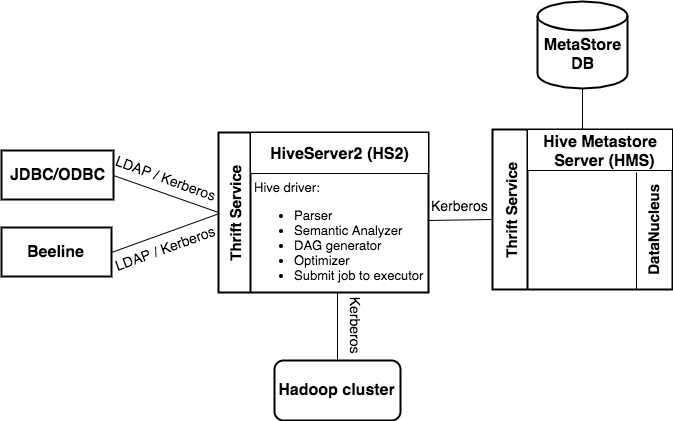 MetaStore
DB
JDBC/ODBC
Beeline
LDAP / Kerberos
LDAP / Kerberos
Thrift Service
HiveServer2 (HS2)
Hive driver:
• Parser
• Semantic Analyzer
• DAG generator
• Optimizer
• Submit job to executor
Kerberos
Thrift Service
Hive Metastore
Server (HMS)
DataNucleus
Kerberos
Hadoop cluster